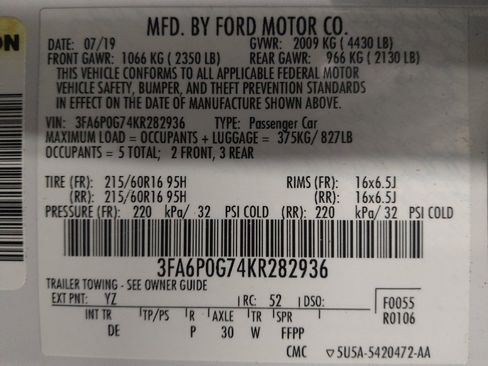 ON
MFD. BY FORD MOTOR CO.
DATE: 07/19 GVWR: 2009 KG (4430 LB)
FRONT GAWR: 1066 KG (2350 LB) REAR GAWR: 966 KG (2130 LB)
THIS VEHICLE CONFORMS TO ALL APPLICABLE FEDERAL MOTOR
VEHICLE SAFETY, BUMPER, AND THEFT PREVENTION STANDARDS
IN EFFECT ON THE DATE OF MANUFACTURE SHOWN ABOVE.
VIN: 3FA6P0G74KR282936 TYPE: Passenger Car
MAXIMUM LOAD = OCCUPANTS + LUGGAGE = 375KG/ 827LB
OCCUPANTS = 5 TOTAL; 2 FRONT, 3 REAR
TIRE (FR): 215/60R16 95H RIMS (FR): 16x6.5J
(RR): 215/60R16 95H (RR): 16x6.5J
PRESSURE (FR): 220 kPa/ 32 PSI COLD (RR): 220 kPa/ 32 PSI COLD
3FA6P0G74KR282936
TRAILER TOWING - SEE OWNER GUIDE
EXT PNT: YZ RC: 52 DSO: F0055
INT TR TP/PS R AXLE TR SPR R0106
DE P 30 W FFPP
CMC ▽5U5A-5420472-AA